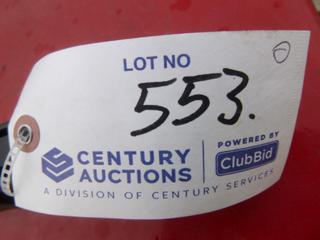 LOT NO
553.
CENTURY
AUCTIONS
POWERED BY
ClubBid
A DIVISION OF CENTURY SERVICES